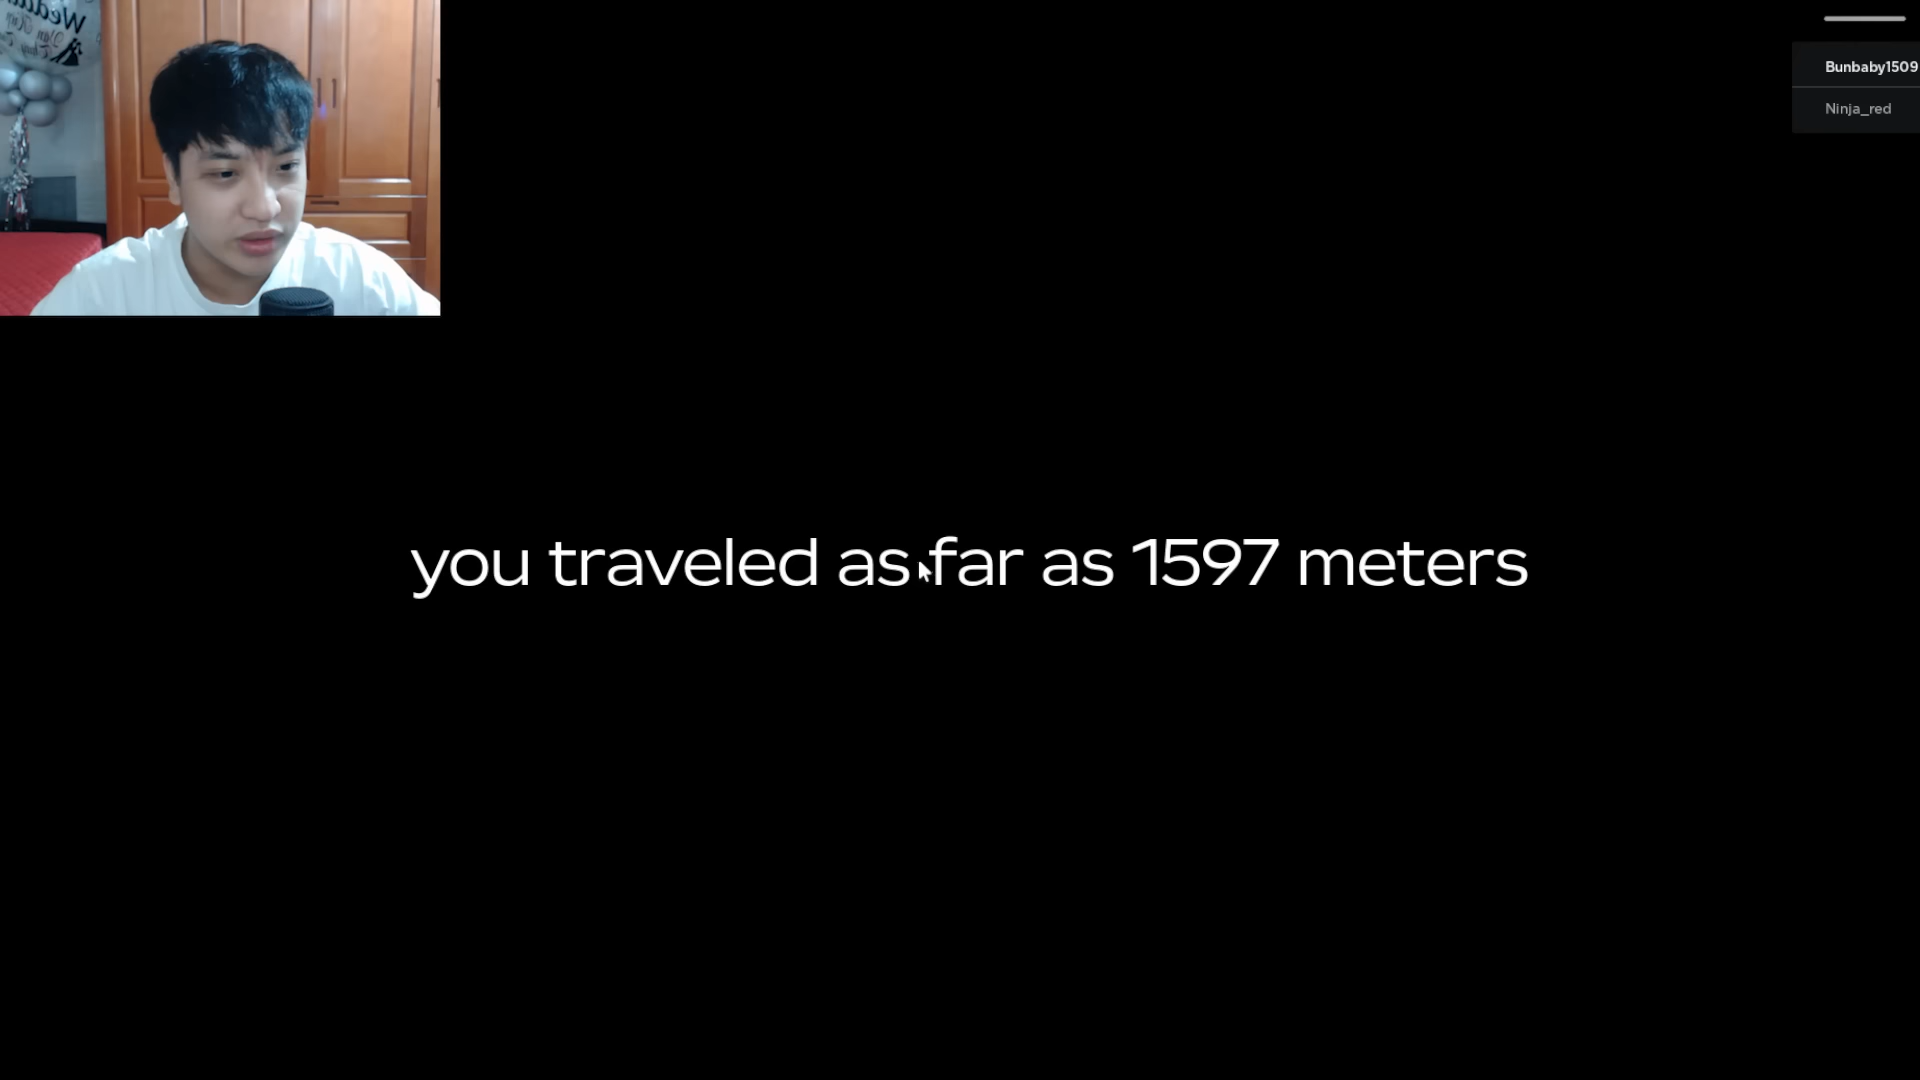 Bunbaby1509
Ninja_red
you traveled as far as 1597 meters